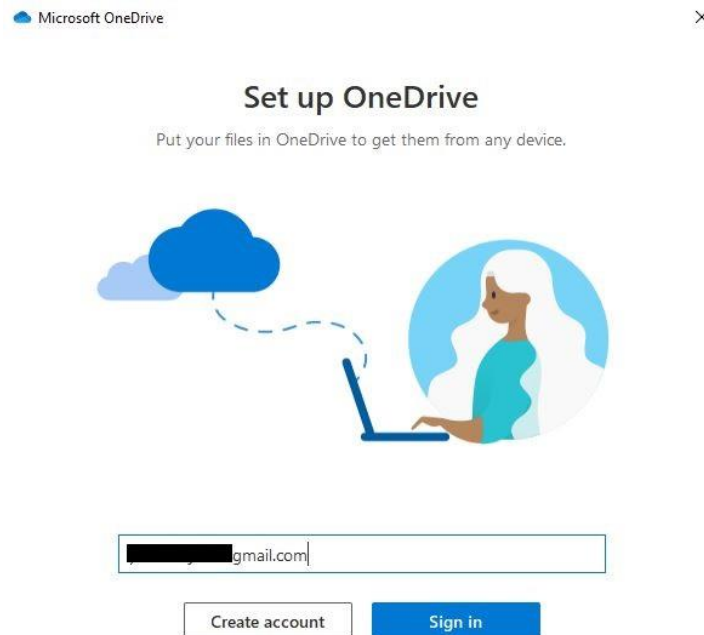 Microsoft OneDrive
Set up OneDrive
Put your files in OneDrive to get them from any device.
gmail.com
Create account
Sign in